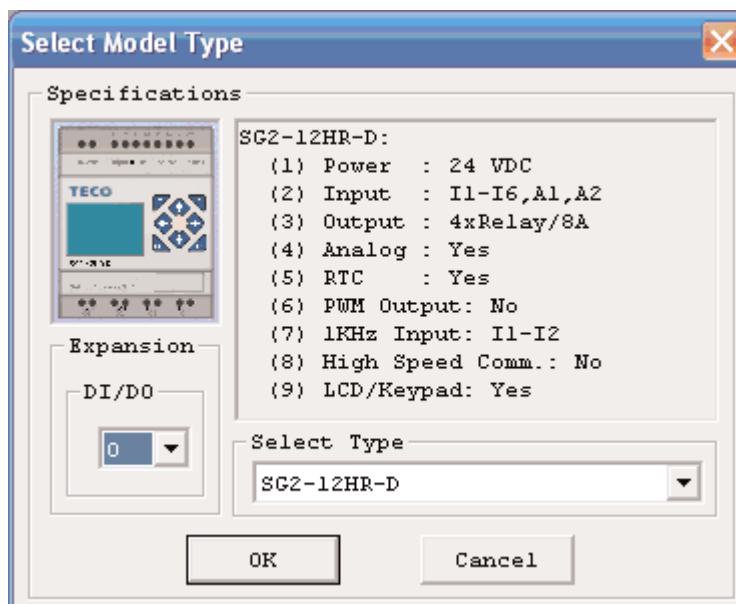 Select Model Type
Specifications
TECO
SG2-12HR-D:
(1) Power : 24 VDC
(2) Input : I1-I6,A1,A2
(3) Output : 4xRelay/8A
(4) Analog : Yes
(5) RTC : Yes
(6) PWM Output: No
(7) 1KHz Input: I1-I2
(8) High Speed Comm.: No
(9) LCD/Keypad: Yes
Expansion
DI/DO
0
Select Type
SG2-12HR-D
OK
Cancel